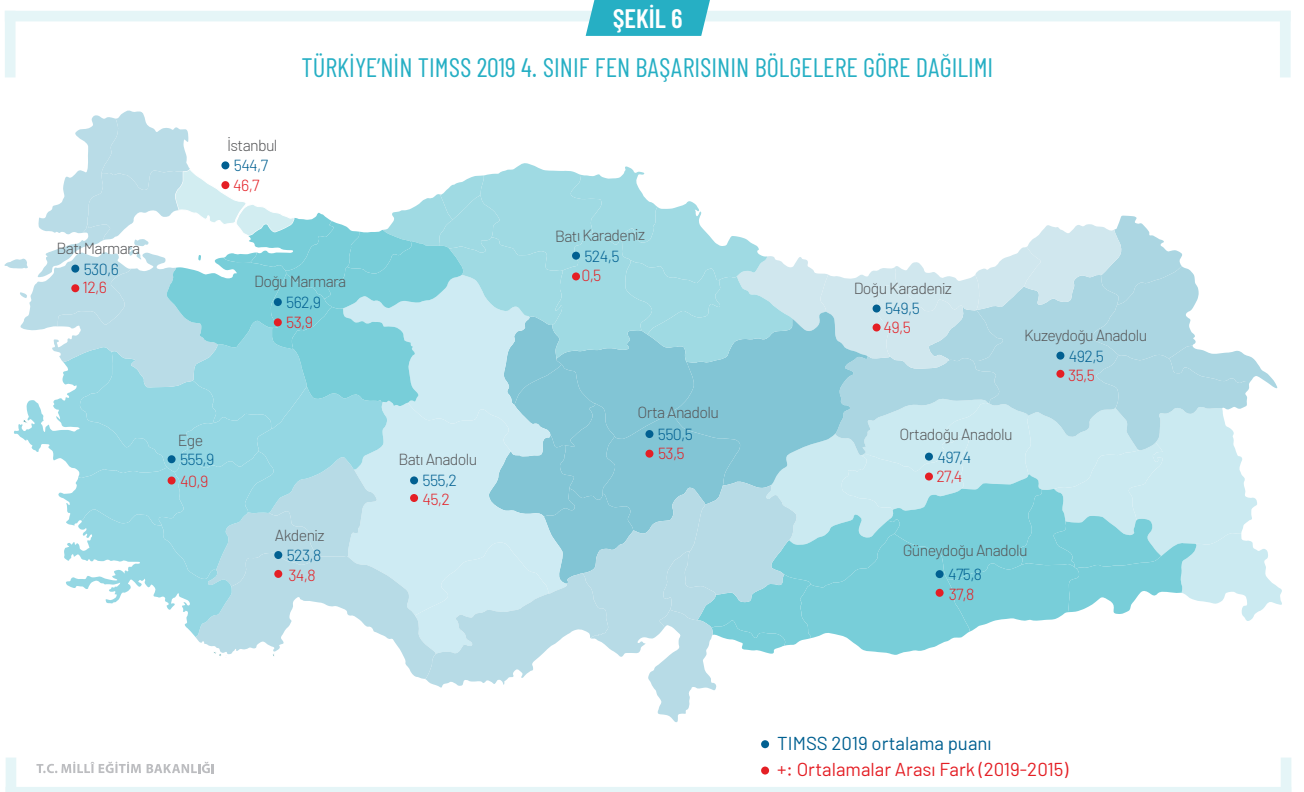 ŞEKİL 6
TÜRKİYE'NİN TIMSS 2019 4. SINIF FEN BAŞARISININ BÖLGELERE GÖRE DAĞILIMI
İstanbul
544,7
46,7
Batı Marmara
530,6
12,6
Doğu Marmara
562,9
53,9
Batı Karadeniz
524,5
0,5
Doğu Karadeniz
549,5
49,5
Kuzeydoğu Anadolu
492,5
35,5
Ege
555,9
40,9
Batı Anadolu
555,2
45,2
Orta Anadolu
550,5
53,5
Ortadoğu Anadolu
497,4
27,4
Akdeniz
523,8
34,8
Güneydoğu Anadolu
475,8
37,8
TIMSS 2019 ortalama puanı
+: Ortalamalar Arası Fark (2019-2015)
T.C. MİLLÎ EĞİTİM BAKANLIĞI